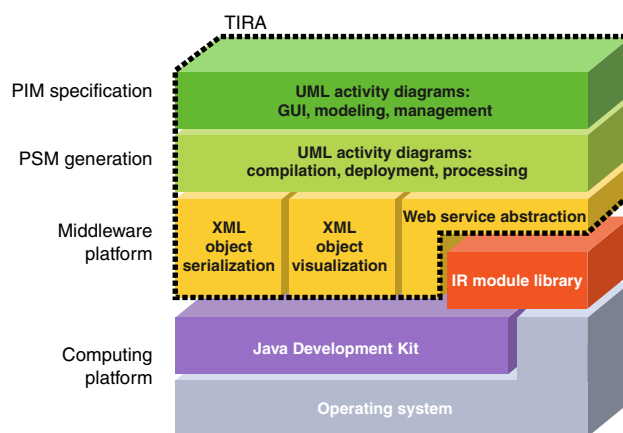 TIRA
PIM specification
UML activity diagrams:
GUI, modeling, management
PSM generation
UML activity diagrams:
compilation, deployment, processing
Middleware
platform
XML
object
serialization
XML
object
visualization
Web service abstraction
IR module library
Computing
platform
Java Development Kit
Operating system